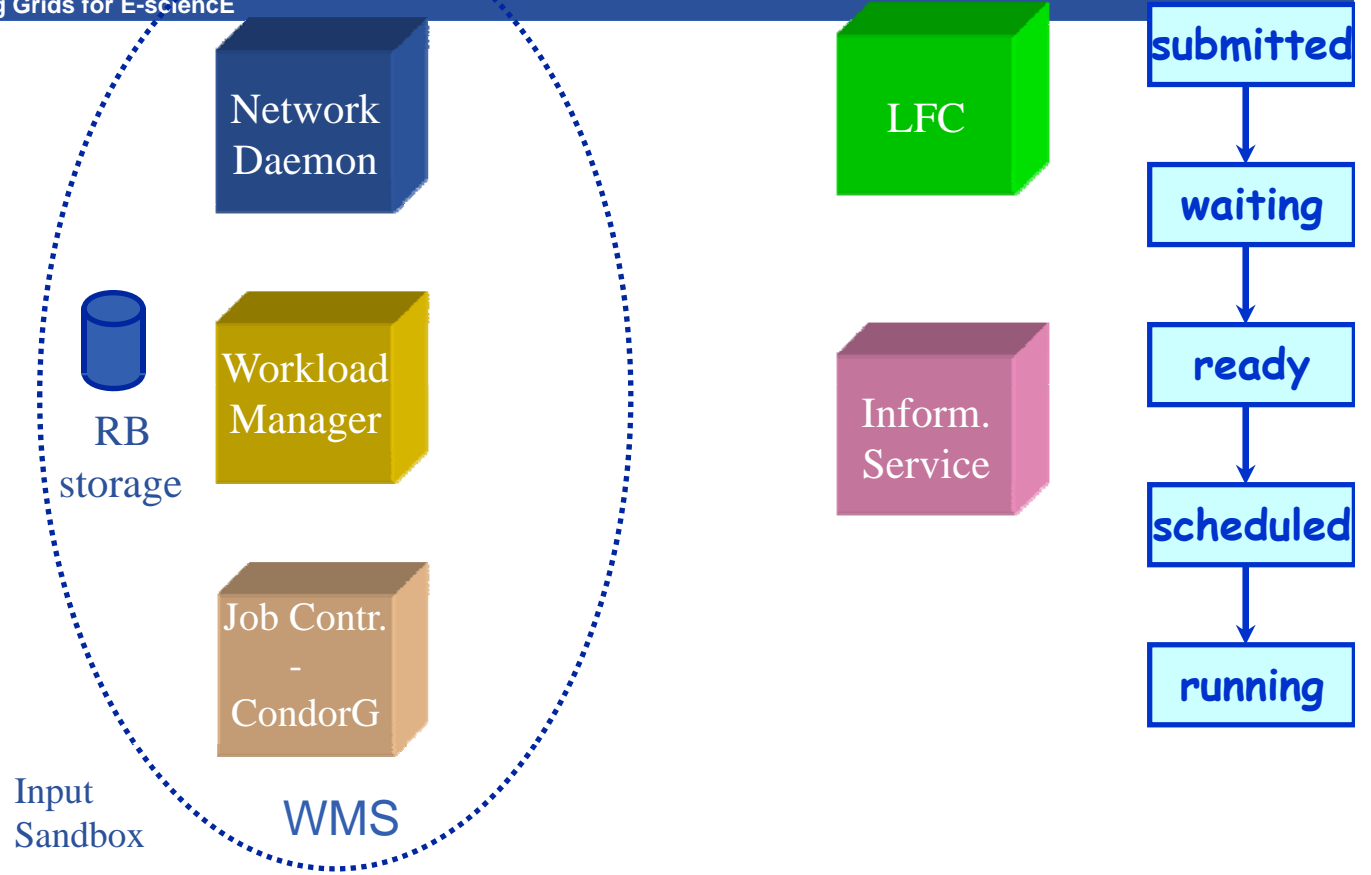 g Grids for E-sciencE
Network
Daemon
LFC
submitted
waiting
RB
storage
Workload
Manager
Inform.
Service
ready
scheduled
Job Contr.
-
CondorG
running
Input
Sandbox
WMS